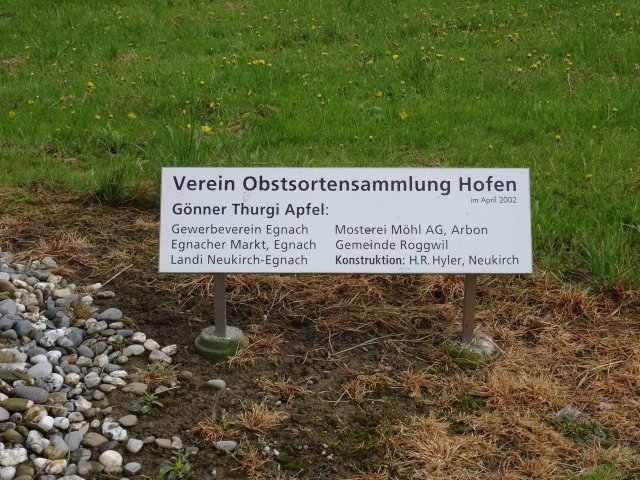 Verein Obstsortensammlung Hofen
im April 2002
Gönner Thurgi Apfel:
Gewerbeverein Egnach
Egnacher Markt, Egnach
Landi Neukirch-Egnach
Mosterei Möhl AG, Arbon
Gemeinde Roggwil
Konstruktion: H.R. Hyler, Neukirch